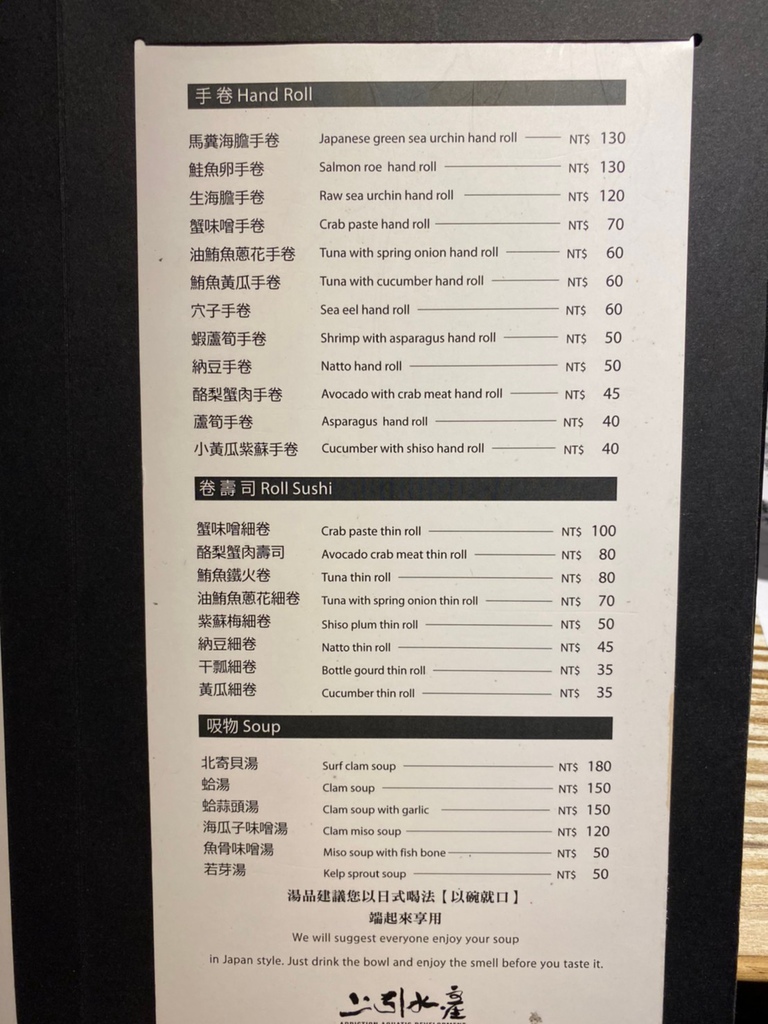 手卷 Hand Roll
馬糞海膽手卷 Japanese green sea urchin hand roll NT$ 130
鮭魚卵手卷 Salmon roe hand roll NT$ 130
生海膽手卷 Raw sea urchin hand roll NT$ 120
蟹味噌手卷 Crab paste hand roll NT$ 70
油鮪魚蔥花手卷 Tuna with spring onion hand roll NT$ 60
鮪魚黃瓜手卷 Tuna with cucumber hand roll NT$ 60
穴子手卷 Sea eel hand roll NT$ 60
蝦蘆筍手卷 Shrimp with asparagus hand roll NT$ 50
納豆手卷 Natto hand roll NT$ 50
酪梨蟹肉手卷 Avocado with crab meat hand roll NT$ 45
蘆筍手卷 Asparagus hand roll NT$ 40
小黃瓜紫蘇手卷 Cucumber with shiso hand roll NT$ 40
卷壽司 Roll Sushi
蟹味噌細卷 Crab paste thin roll NT$ 100
酪梨蟹肉壽司 Avocado crab meat thin roll NT$ 80
鮪魚鐵火卷 Tuna thin roll NT$ 80
油鮪魚蔥花細卷 Tuna with spring onion thin roll NT$ 70
紫蘇梅細卷 Shiso plum thin roll NT$ 50
納豆細卷 Natto thin roll NT$ 45
干瓢細卷 Bottle gourd thin roll NT$ 35
黃瓜細卷 Cucumber thin roll NT$ 35
吸物 Soup
北寄貝湯 Surf clam soup NT$ 180
蛤湯 Clam soup NT$ 150
蛤蒜頭湯 Clam soup with garlic NT$ 150
海瓜子味噌湯 Clam miso soup NT$ 120
魚骨味噌湯 Miso soup with fish bone NT$ 50
若芽湯 Kelp sprout soup NT$ 50
湯品建議您以日式喝法【以碗就口】
端起來享用
We will suggest everyone enjoy your soup
in Japan style. Just drink the bowl and enjoy the smell before you taste it.
上引水產
ADDICTION AQUATIC DEVELOPMENT